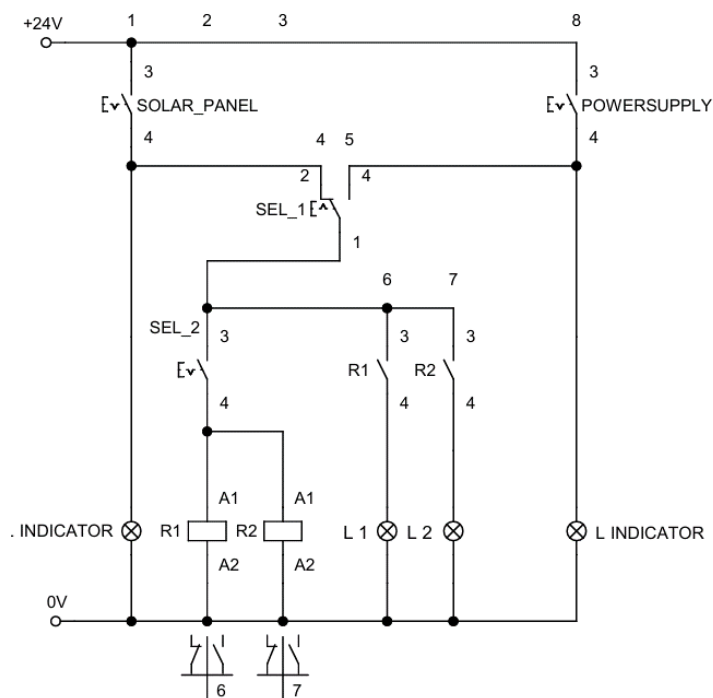 1 2 3 8
+24V
3 3
SOLAR_PANEL POWERSUPPLY
4 4
4 5
2 4
SEL_1
1
6 7
SEL_2 3 3 3
R1 R2
4 4 4
A1 A1
. INDICATOR R1 R2 L 1 L 2 L INDICATOR
A2 A2
0V
6 7